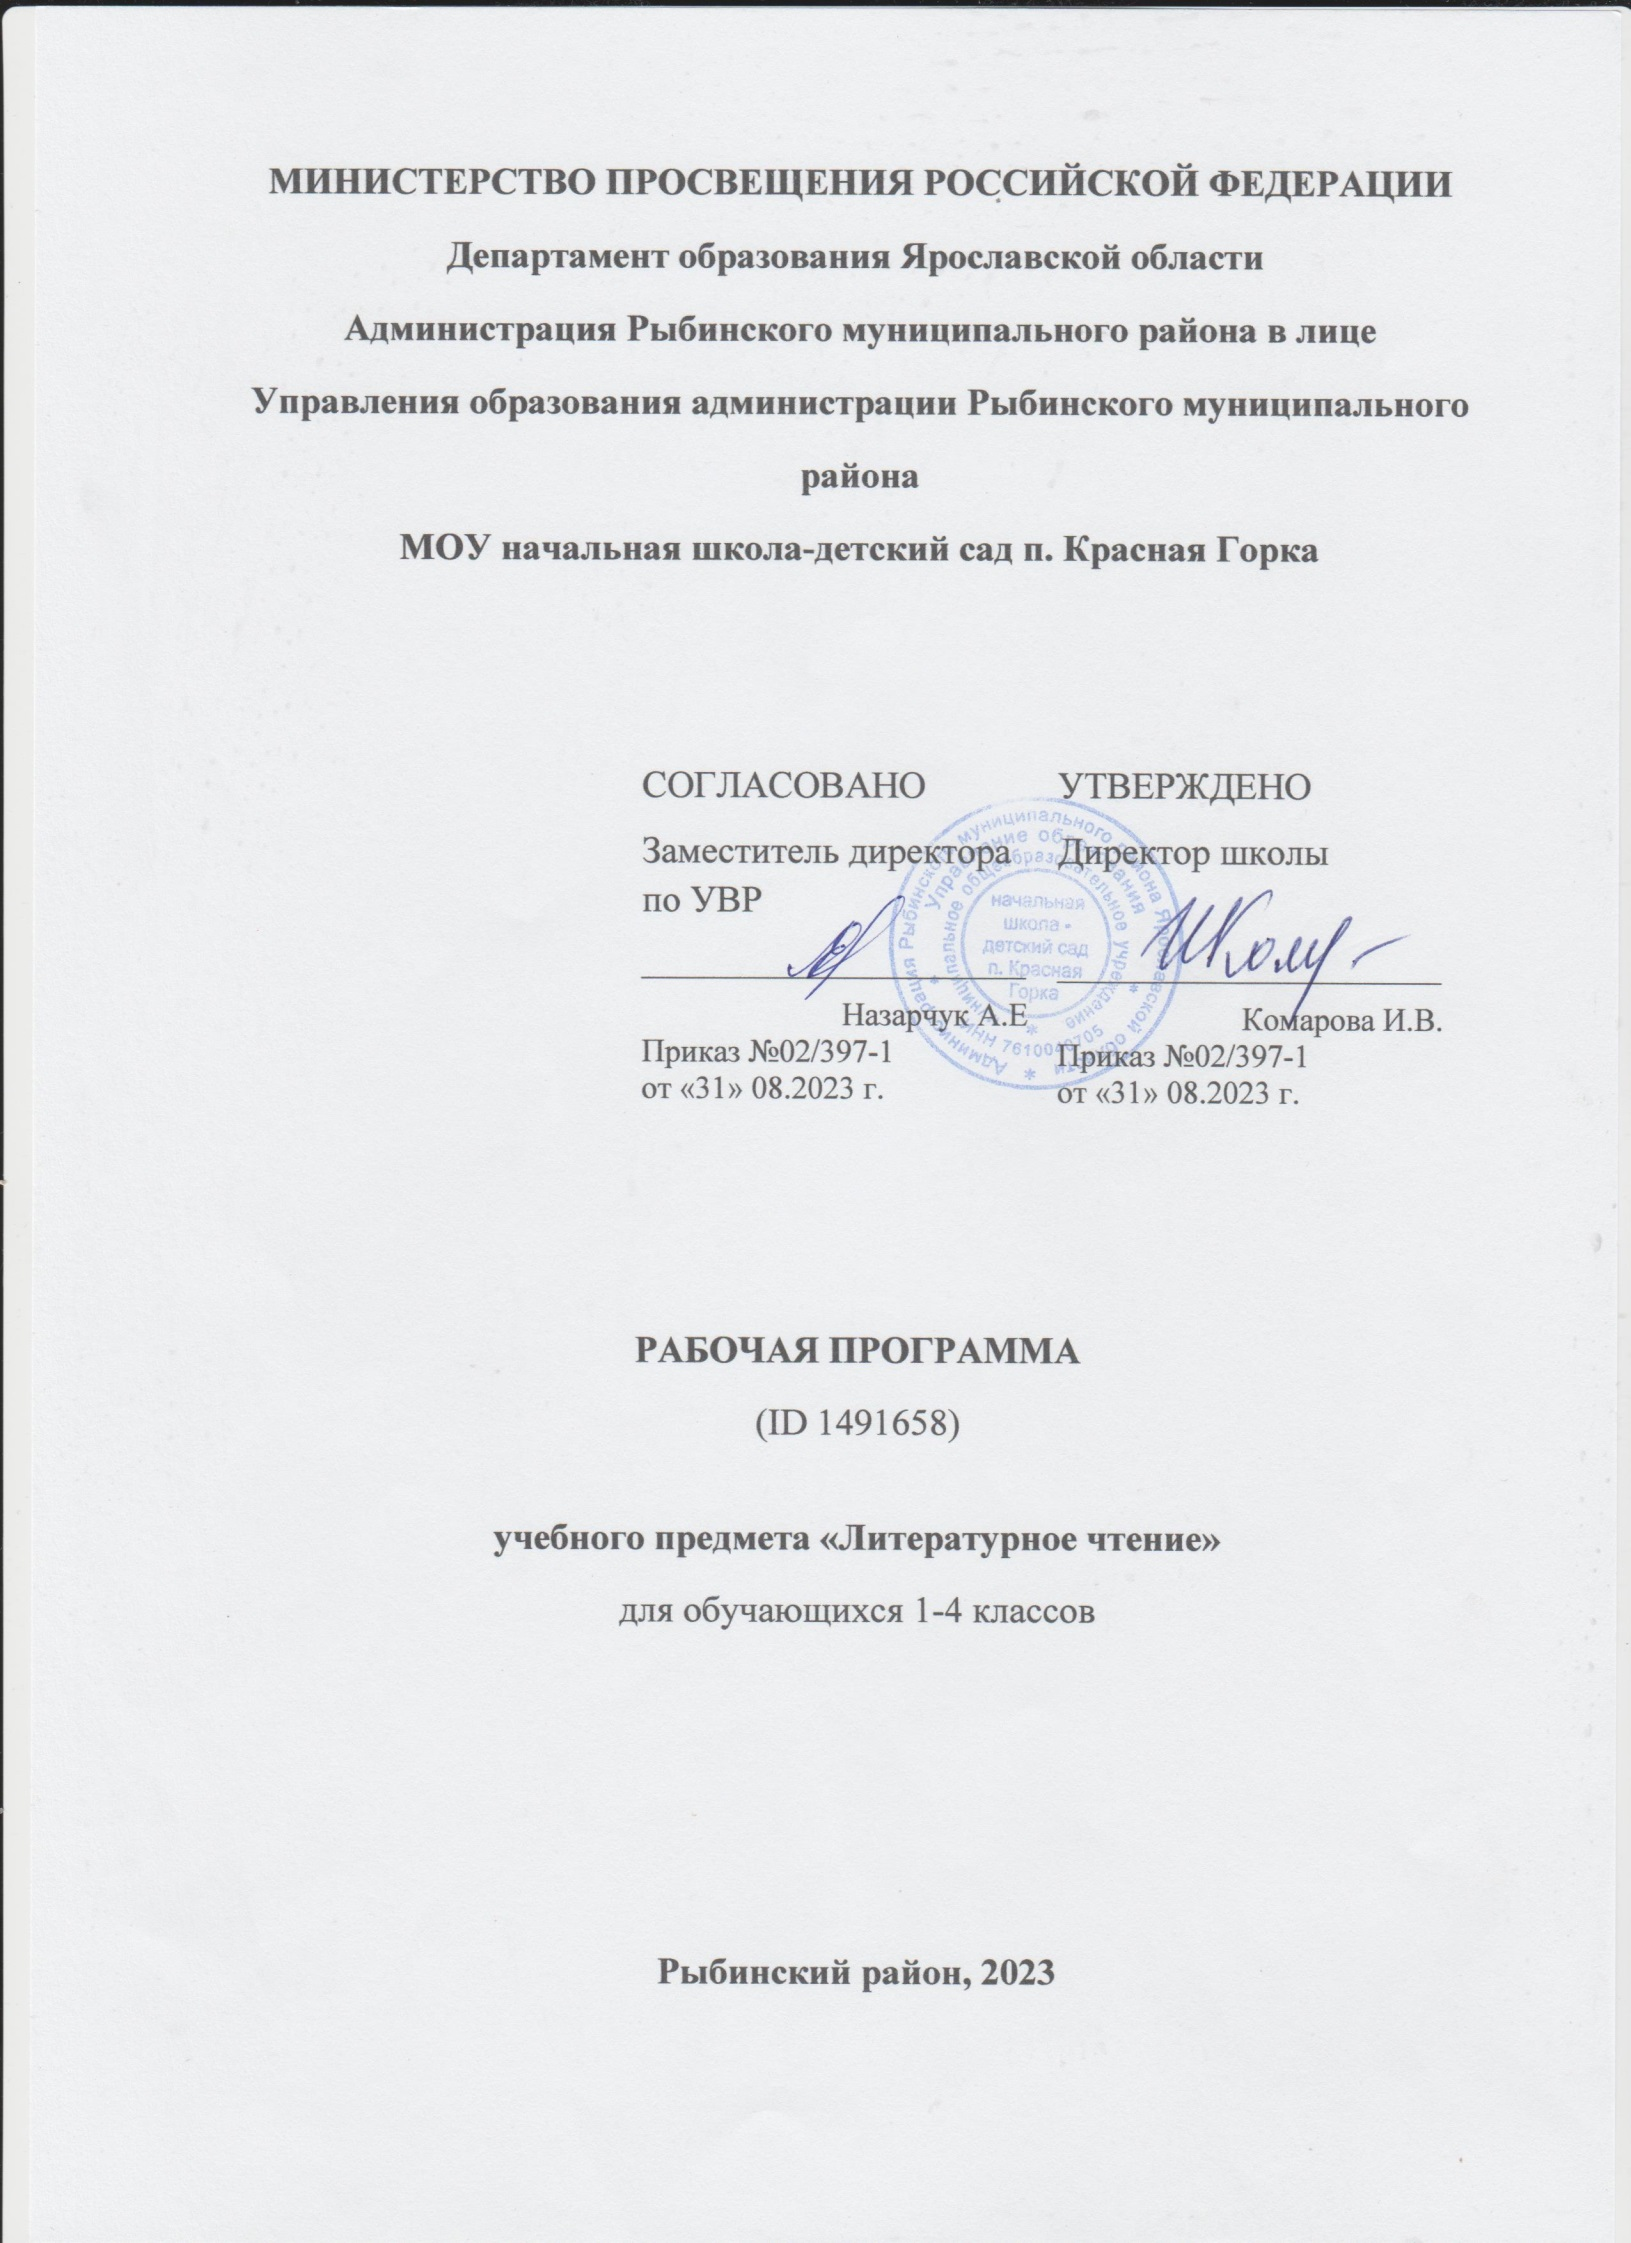 МИНИСТЕРСТВО ПРОСВЕЩЕНИЯ РОССИЙСКОЙ ФЕДЕРАЦИИ
Департамент образования Ярославской области
Администрация Рыбинского муниципального района в лице
Управления образования администрации Рыбинского муниципального
района
МОУ начальная школа-детский сад п. Красная Горка
СОГЛАСОВАНО
Заместитель директора
по УВР
Назарчук А.Е
Приказ №02/397-1
от «31» 08.2023 г.
УТВЕРЖДЕНО
Директор школы
Комарова И.В.
Приказ №02/397-1
от «31» 08.2023 г.
Управление образования
начальная
школа -
детский сад
п. Красная
Горка
РАБОЧАЯ ПРОГРАММА
(ID 1491658)
учебного предмета «Литературное чтение»
для обучающихся 1-4 классов
Рыбинский район, 2023